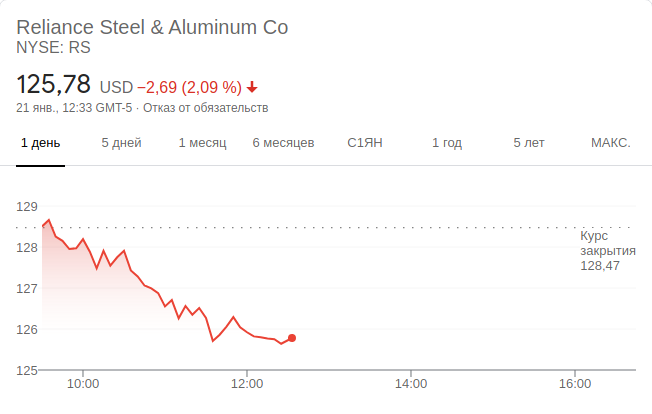 Reliance Steel & Aluminum Co
NYSE: RS
125,78 USD −2,69 (2,09 %)
21 янв., 12:33 GMT-5 · Отказ от обязательств
1 день 5 дней 1 месяц 6 месяцев С1ЯН 1 год 5 лет МАКС.
129
Курс
закрытия
128,47
128
127
126
125
10:00 12:00 14:00 16:00